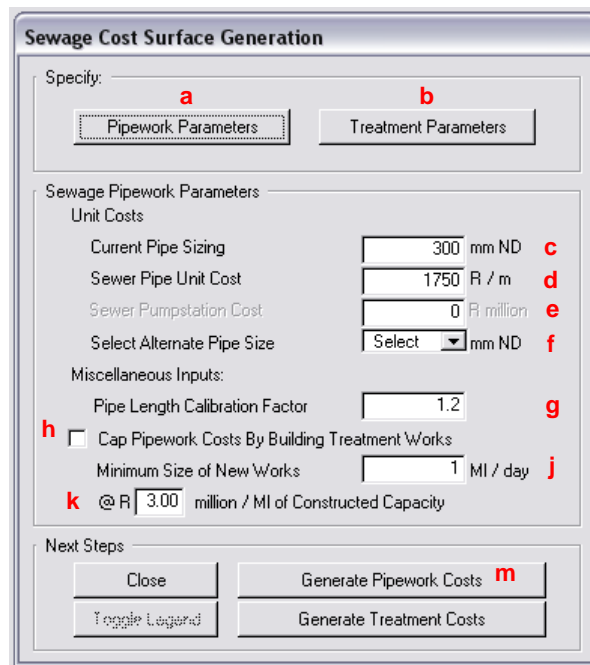 Sewage Cost Surface Generation
Specify:
a b
Pipework Parameters Treatment Parameters
Sewage Pipework Parameters
Unit Costs
Current Pipe Sizing 300 mm ND c
Sewer Pipe Unit Cost 1750 R / m d
Sewer Pumpstation Cost 0 R million e
Select Alternate Pipe Size Select mm ND f
Miscellaneous Inputs:
Pipe Length Calibration Factor 1.2 g
h Cap Pipework Costs By Building Treatment Works
Minimum Size of New Works 1 Ml / day j
k @ R 3.00 million / Ml of Constructed Capacity
Next Steps
Close Generate Pipework Costs m
Toggle Legend Generate Treatment Costs